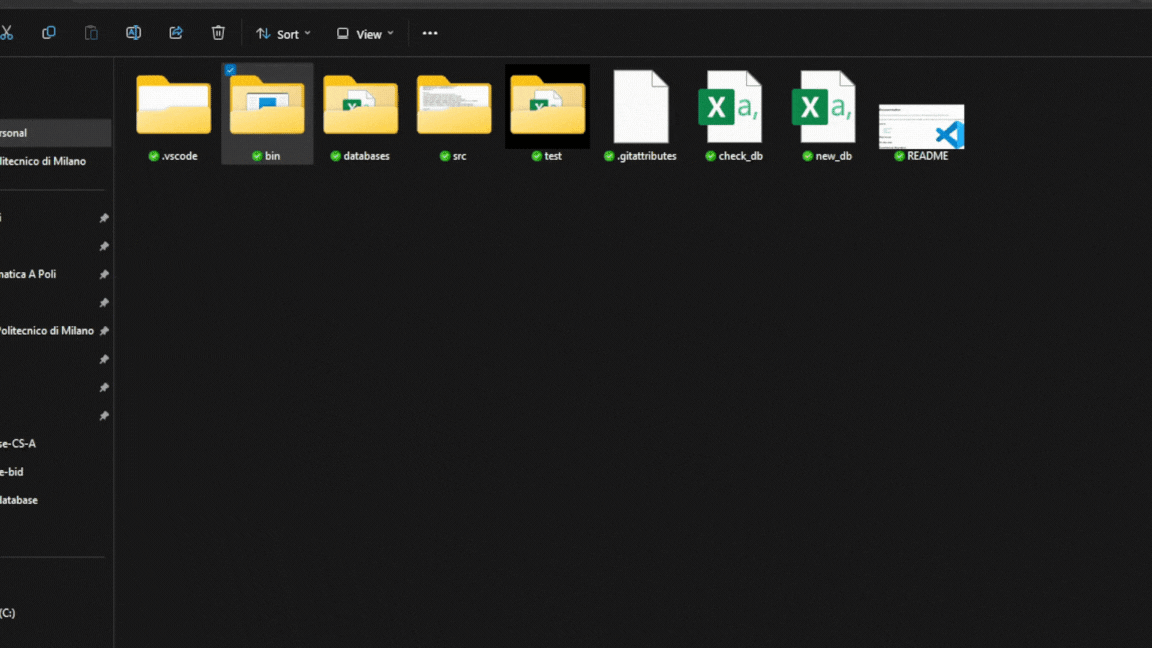 Sort
View
rsonal
litecnico di Milano
i
natica A Poli
Politecnico di Milano
se-CS-A
e-bid
database
(C:)
.vscode
bin
databases
src
test
.gitattributes
X a,
check_db
X a,
new_db
README